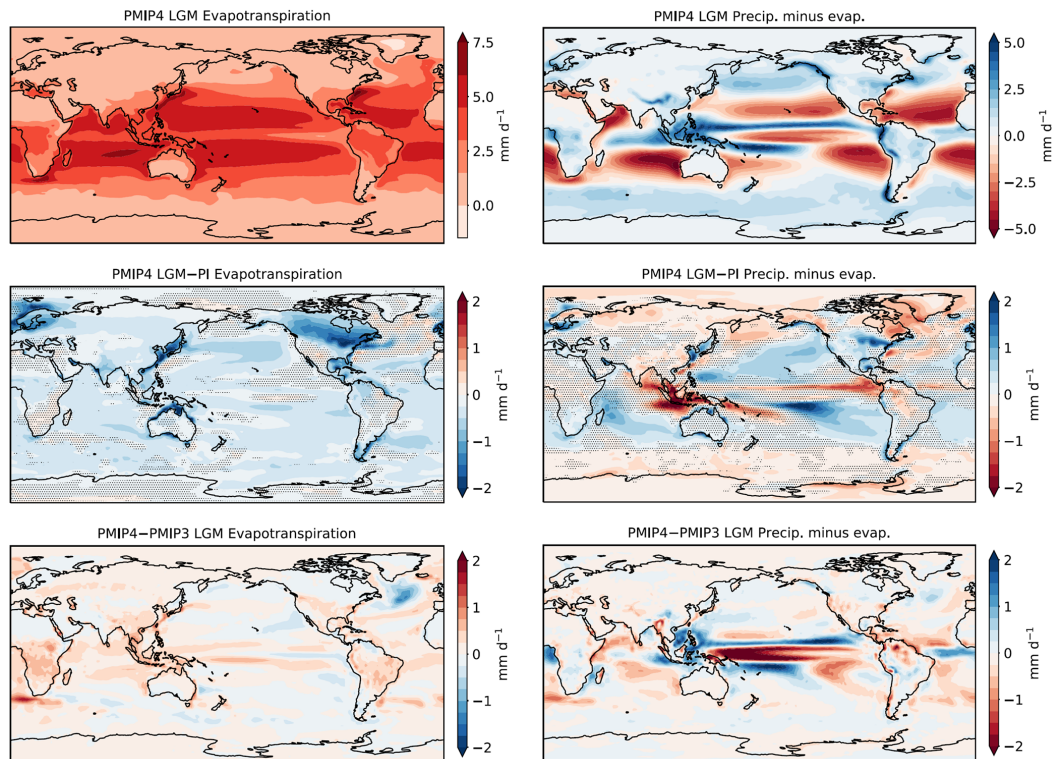 PMIP4 LGM Evapotranspiration
7.5
5.0
2.5
0.0
mm d⁻¹
PMIP4 LGM Precip. minus evap.
5.0
2.5
0.0
−2.5
−5.0
mm d⁻¹
PMIP4 LGM−PI Evapotranspiration
2
1
0
−1
−2
mm d⁻¹
PMIP4 LGM−PI Precip. minus evap.
2
1
0
−1
−2
mm d⁻¹
PMIP4−PMIP3 LGM Evapotranspiration
2
1
0
−1
−2
mm d⁻¹
PMIP4−PMIP3 LGM Precip. minus evap.
2
1
0
−1
−2
mm d⁻¹